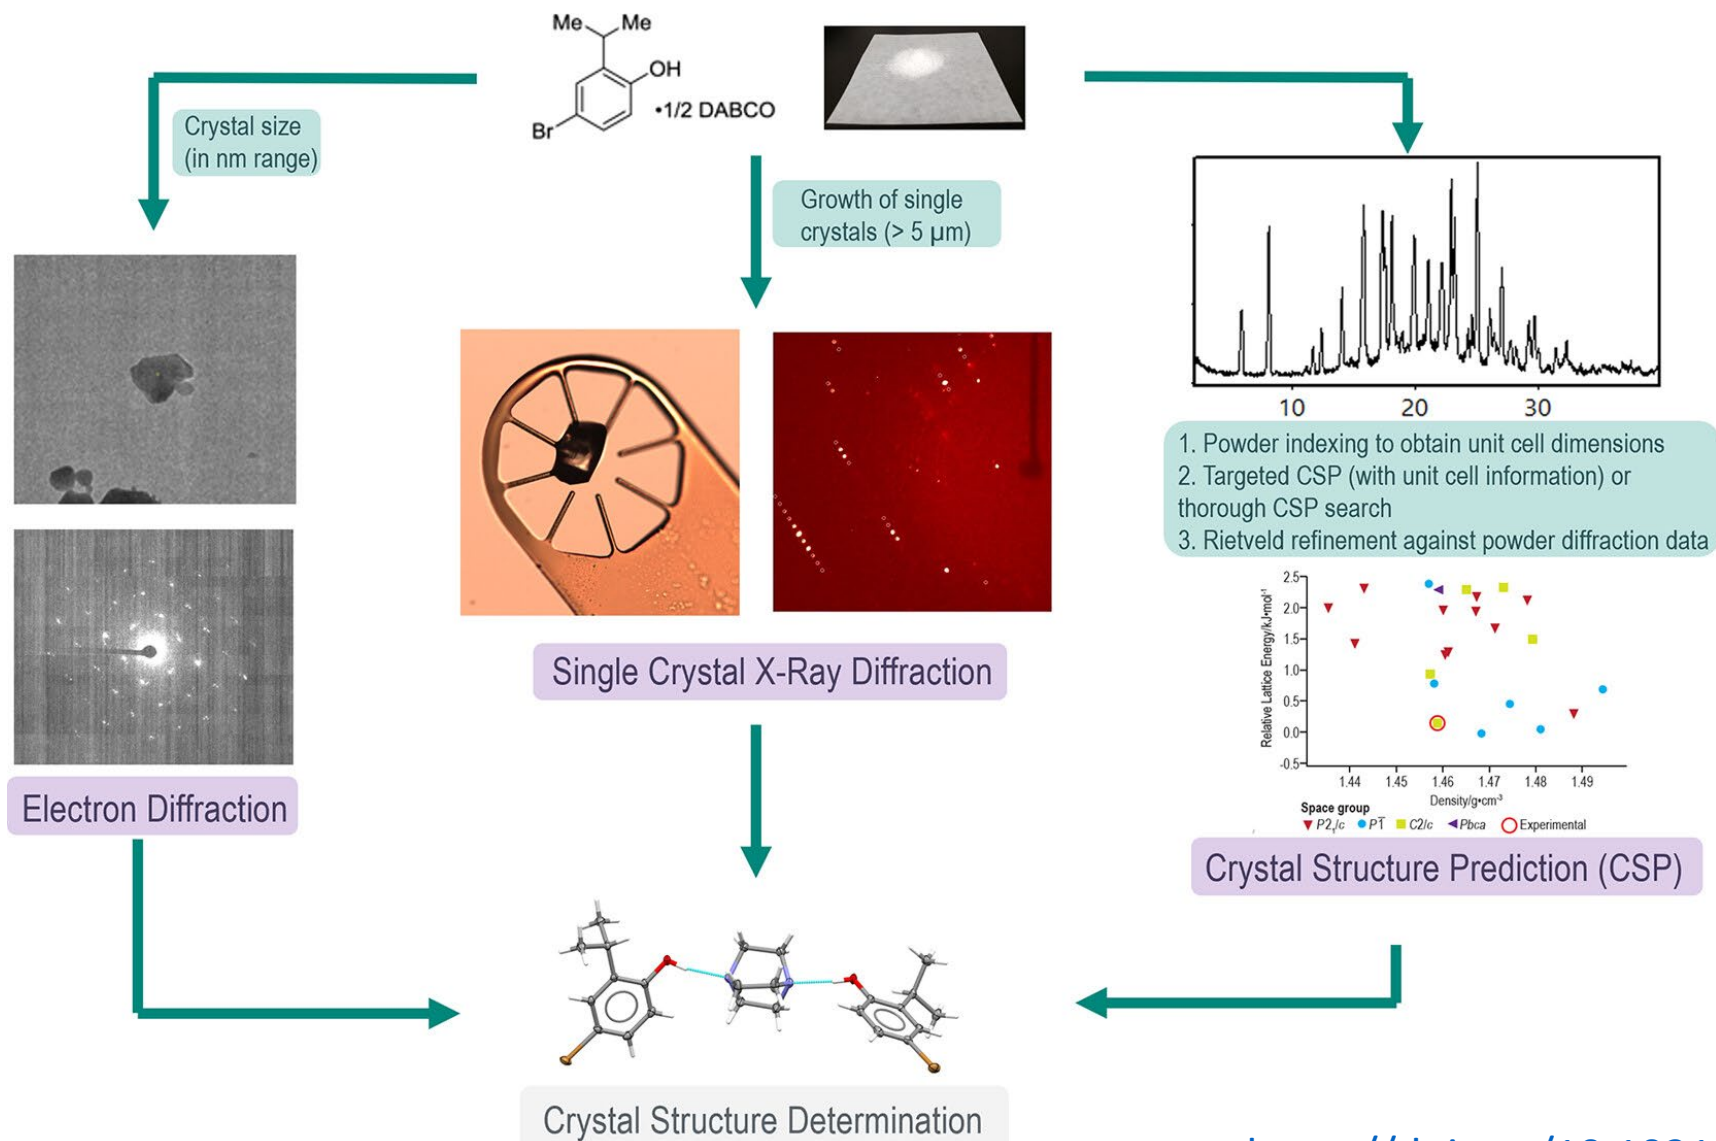 Me
Me
OH
•1/2 DABCO
Br
Crystal size
(in nm range)
Growth of single
crystals (> 5 µm)
10
20
30
1. Powder indexing to obtain unit cell dimensions
2. Targeted CSP (with unit cell information) or
thorough CSP search
3. Rietveld refinement against powder diffraction data
Relative Lattice Energy/kJ•mol-1
2.5
2.0
1.5
1.0
0.5
0.0
-0.5
1.44
1.45
1.46
1.47
1.48
1.49
Density/g•cm-3
Space group
P21/c
P1̅
C2/c
Pbca
Experimental
Single Crystal X-Ray Diffraction
Electron Diffraction
Crystal Structure Prediction (CSP)
Crystal Structure Determination